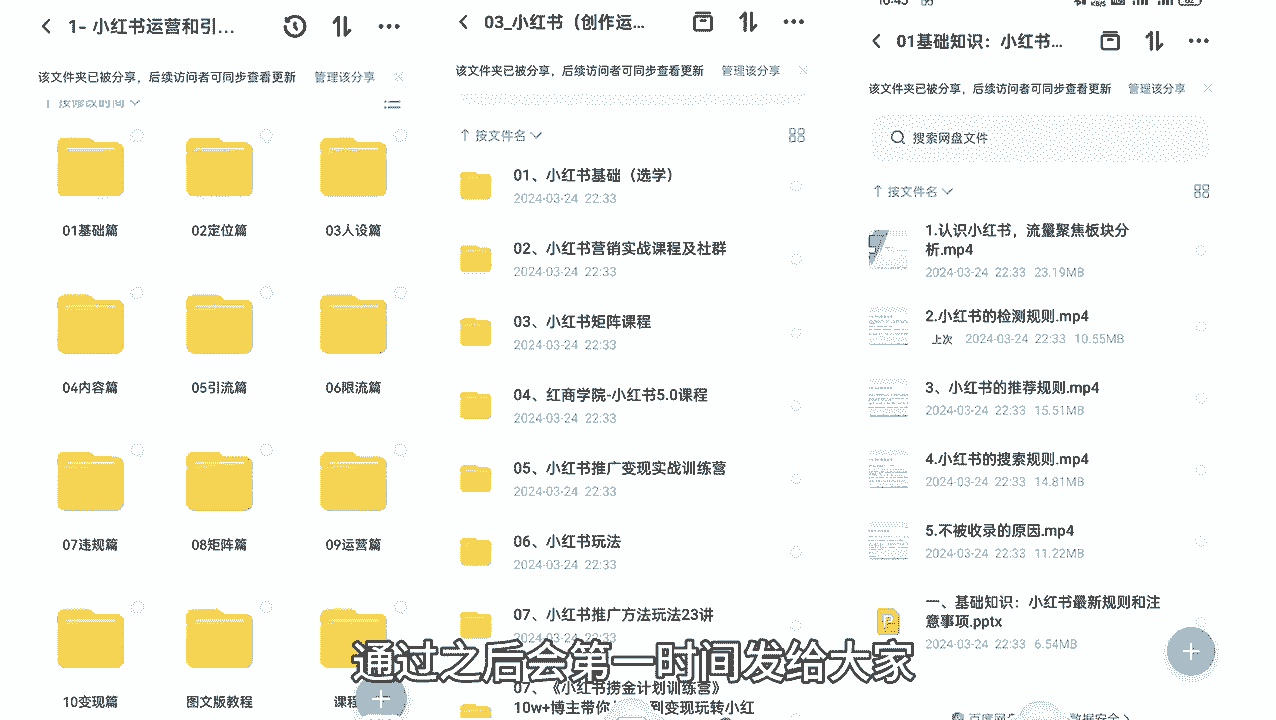 1- 小红书运营和引...
该文件夹已被分享，后续访问者可同步查看更新 管理该分享
按修改时间
01基础篇 02定位篇 03人设篇
04内容篇 05引流篇 06限流篇
07违规篇 08矩阵篇 09运营篇
10变现篇 图文版教程 课程
03_小红书（创作运...
该文件夹已被分享，后续访问者可同步查看更新 管理该分享
按文件名
01、小红书基础（选学）
2024-03-24 22:33
02、小红书营销实战课程及社群
2024-03-24 22:33
03、小红书矩阵课程
2024-03-24 22:33
04、红商学院-小红书5.0课程
2024-03-24 22:33
05、小红书推广变现实战训练营
2024-03-24 22:33
06、小红书玩法
2024-03-24 22:33
07、小红书推广方法玩法23讲
2024-03-24 22:33
07、《小红书捞金计划训练营》
10w+博主带你 到变现玩转小红
01基础知识：小红书...
该文件夹已被分享，后续访问者可同步查看更新 管理该分享
搜索网盘文件
按文件名
1.认识小红书，流量聚焦板块分
析.mp4
2024-03-24 22:33 23.19MB
2.小红书的检测规则.mp4
上次 2024-03-24 22:33 10.55MB
3、小红书的推荐规则.mp4
2024-03-24 22:33 15.51MB
4.小红书的搜索规则.mp4
2024-03-24 22:33 14.81MB
5.不被收录的原因.mp4
2024-03-24 22:33 11.22MB
一、基础知识：小红书最新规则和注
意事项.pptx
2024-03-24 22:33 6.54MB
通过之后会第一时间发给大家